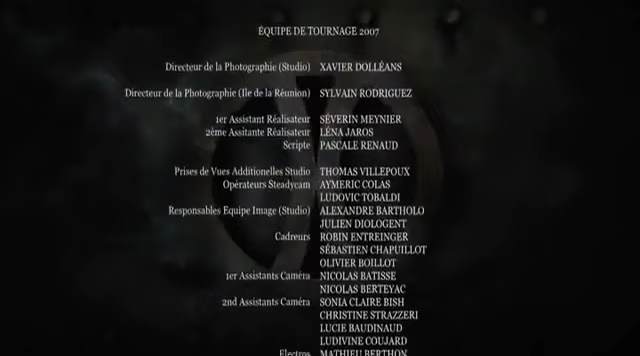 ÉQUIPE DE TOURNAGE 2007
Directeur de la Photographie (Studio) XAVIER DOLLÉANS
Directeur de la Photographie (Ile de la Réunion) SYLVAIN RODRIGUEZ
1er Assistant Réalisateur SÉVERIN MEYNIER
2ème Assitante Réalisateur LÉNA JAROS
Scripte PASCALE RENAUD
Prises de Vues Additionelles Studio THOMAS VILLEPOUX
Opérateurs Steadycam AYMERIC COLAS
LUDOVIC TOBALDI
Responsables Equipe Image (Studio) ALEXANDRE BARTHOLO
JULIEN DIOLOGENT
Cadreurs ROBIN ENTREINGER
SÉBASTIEN CHAPUILLOT
OLIVIER BOILLOT
1er Assistants Caméra NICOLAS BATISSE
NICOLAS BERTEYAC
2nd Assistants Caméra SONIA CLAIRE BISH
CHRISTINE STRAZZERI
LUCIE BAUDINAUD
LUDIVINE COUJARD
Electros MATHIEU BERTHON